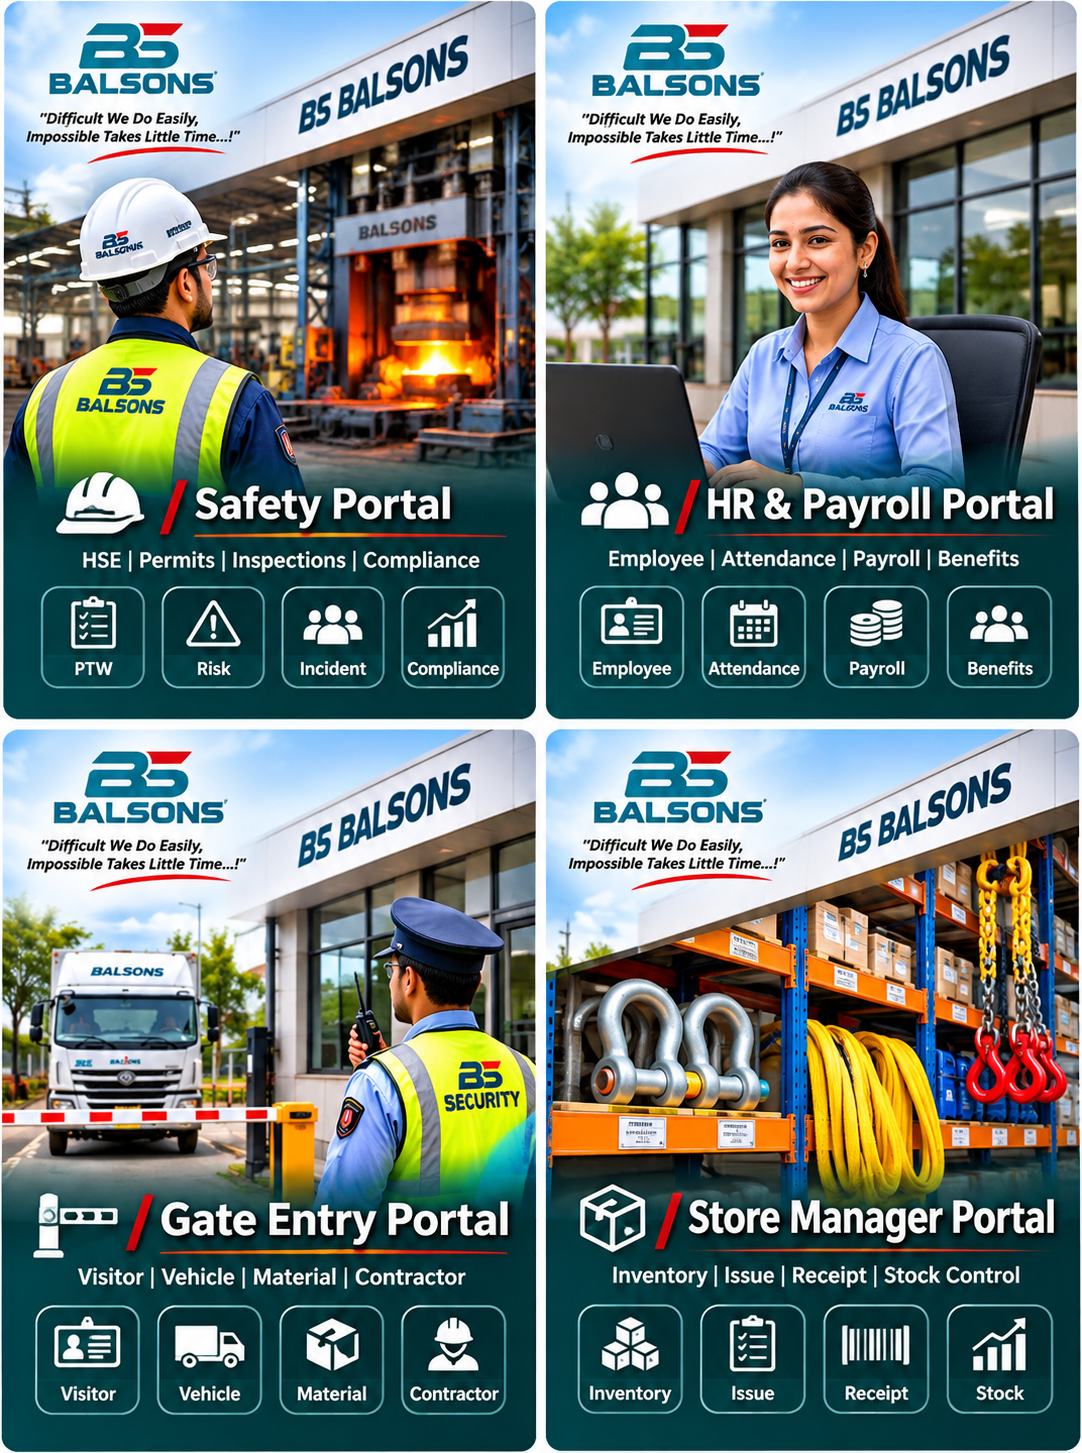 BS
BALSONS
"Difficult We Do Easily,
Impossible Takes Little Time...!"
BS BALSONS
BALSONS
BS
BALSONS
BS
BALSONS
Safety Portal
HSE | Permits | Inspections | Compliance
PTW
Risk
Incident
Compliance
BS
BALSONS
"Difficult We Do Easily,
Impossible Takes Little Time...!"
BS BALSONS
BS
HR & Payroll Portal
Employee | Attendance | Payroll | Benefits
Employee
Attendance
Payroll
Benefits
BS
BALSONS
"Difficult We Do Easily,
Impossible Takes Little Time...!"
BS BALSONS
BALSONS
BS
SECURITY
Gate Entry Portal
Visitor | Vehicle | Material | Contractor
Visitor
Vehicle
Material
Contractor
BS
BALSONS
"Difficult We Do Easily,
Impossible Takes Little Time...!"
BS BALSONS
Store Manager Portal
Inventory | Issue | Receipt | Stock Control
Inventory
Issue
Receipt
Stock